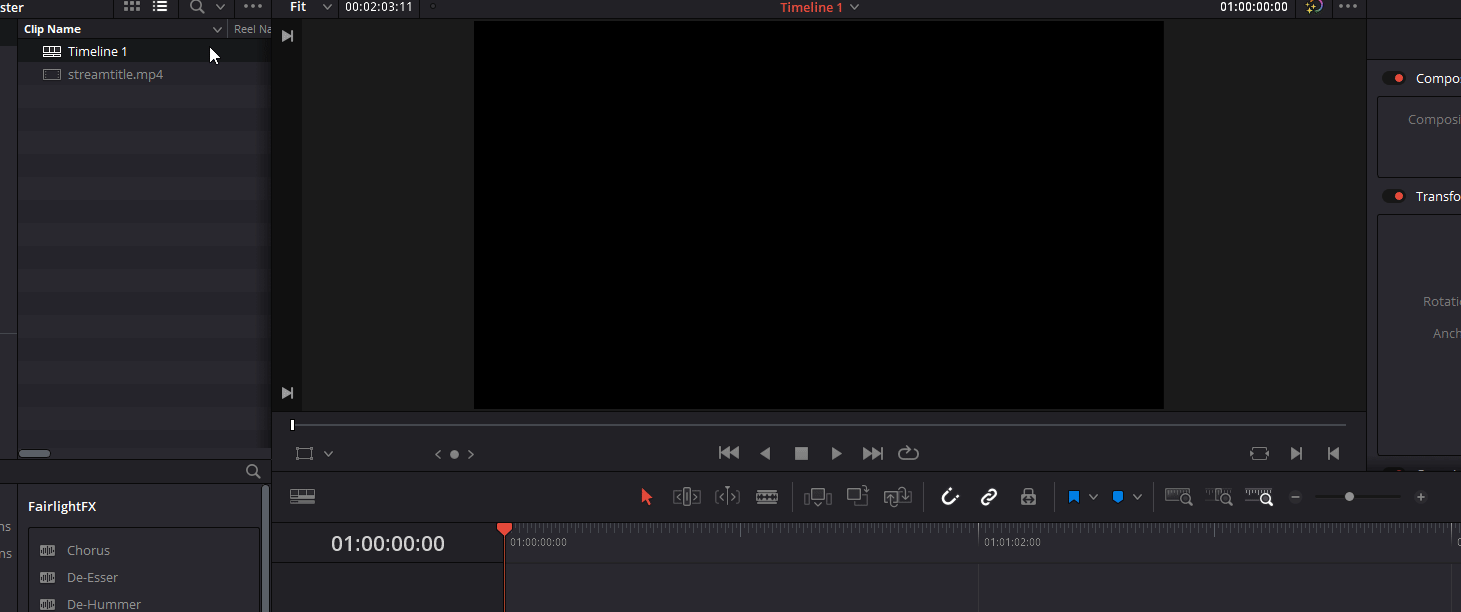 ster
Fit 00:02:03:11 Timeline 1 01:00:00:00
Clip Name Reel Na
Timeline 1
streamtitle.mp4
Compo
Composi
Transfo
Rotati
Anch
FairlightFX
ns
ns
Chorus
De-Esser
De-Hummer
01:00:00:00
01:00:00:00 01:01:02:00